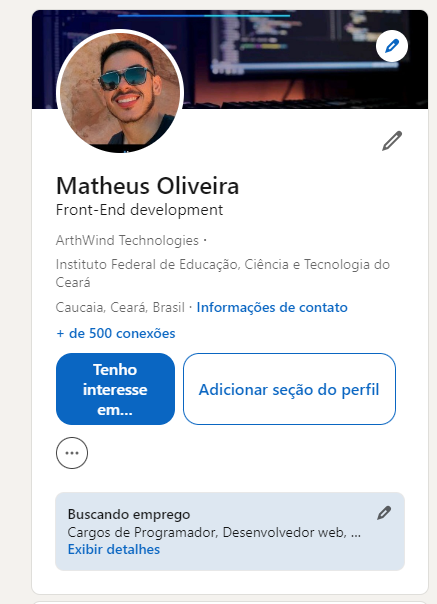 Matheus Oliveira
Front-End development
ArthWind Technologies ·
Instituto Federal de Educação, Ciência e Tecnologia do
Ceará
Caucaia, Ceará, Brasil · Informações de contato
+ de 500 conexões
Tenho
interesse
em...
Adicionar seção do perfil
Buscando emprego
Cargos de Programador, Desenvolvedor web, ...
Exibir detalhes